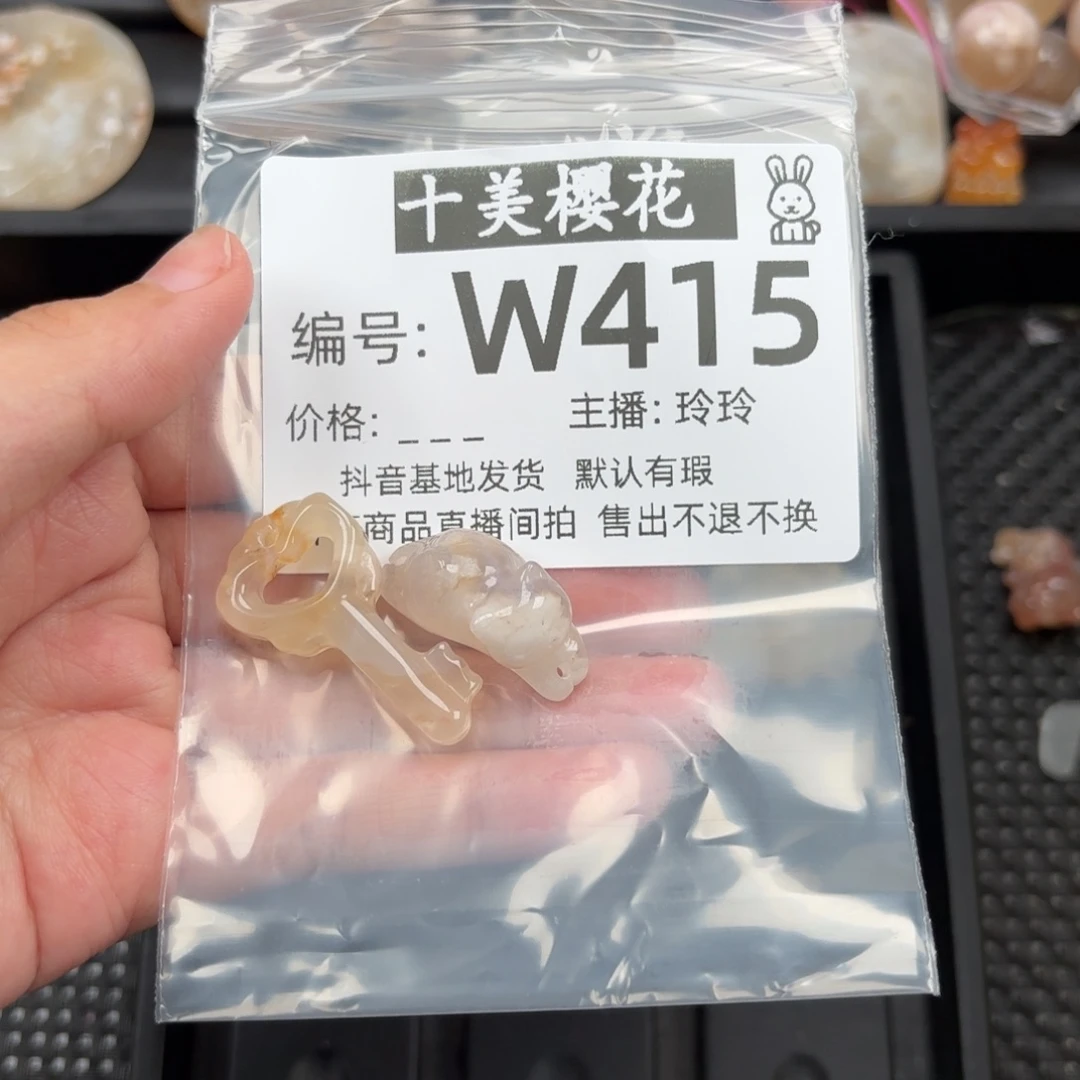 十美樱花
编号: W415
价格: _ _ _ 主播: 玲玲
抖音基地发货 默认有瑕
商品直播间拍 售出不退不换